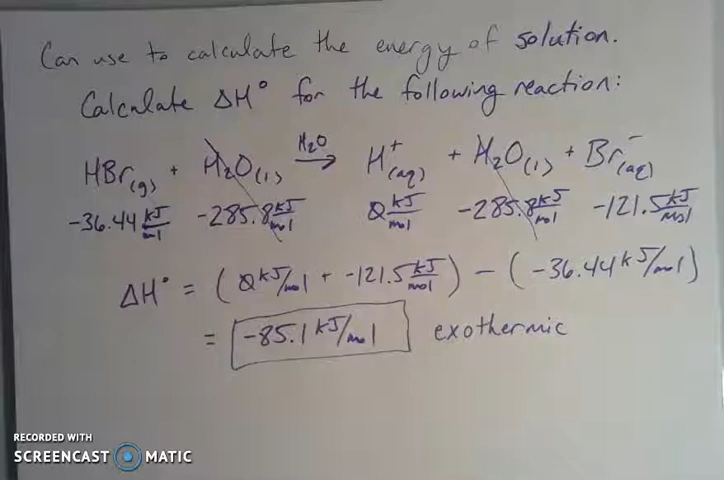 Can use to calculate the energy of solution.
Calculate ΔH° for the following reaction:
HBr(g) + H₂O(l) H₂O→ H⁺(aq) + H₂O(l) + Br⁻(aq)
-36.44 kJ/mol -285.8 kJ/mol 0 kJ/mol -285.8 kJ/mol -121.5 kJ/mol
ΔH° = (0 kJ/mol + -121.5 kJ/mol) - (-36.44 kJ/mol)
= -85.1 kJ/mol exothermic
RECORDED WITH
SCREENCAST MATIC